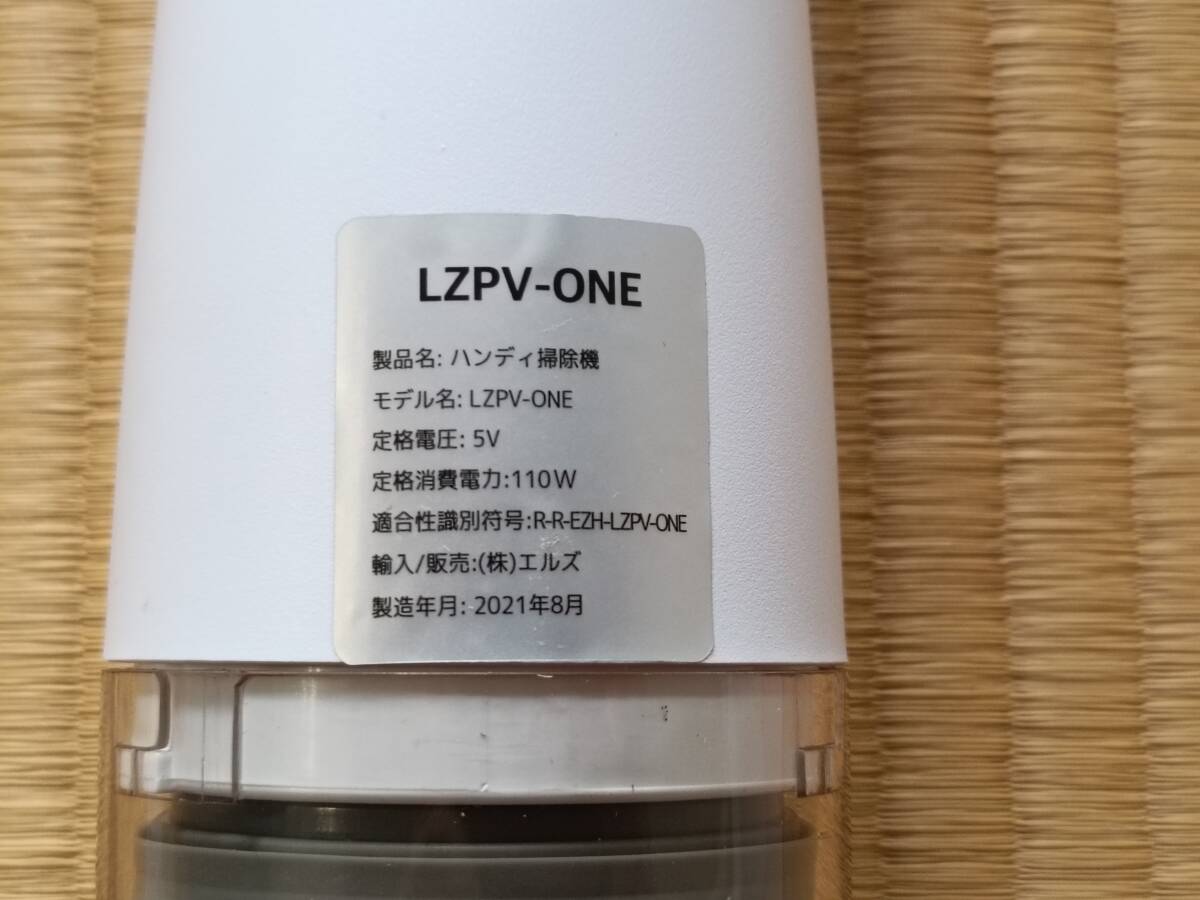 LZPV-ONE
製品名: ハンディ掃除機
モデル名: LZPV-ONE
定格電圧: 5V
定格消費電力:110W
適合性識別符号:R-R-EZH-LZPV-ONE
輸入/販売:(株)エルズ
製造年月: 2021年8月